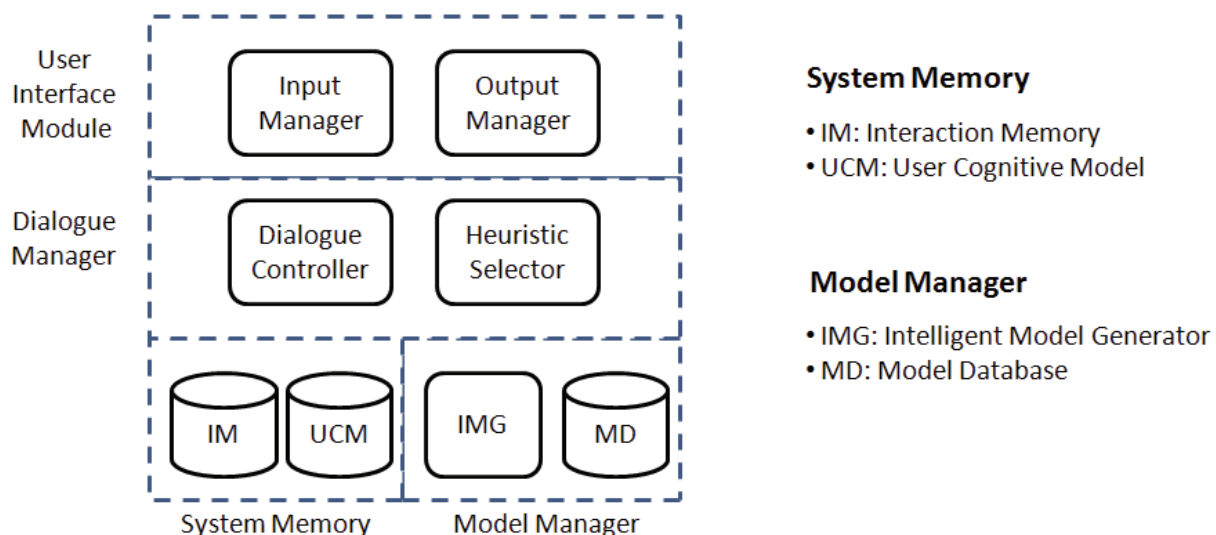 User
Interface
Module
Input
Manager
Output
Manager
Dialogue
Manager
Dialogue
Controller
Heuristic
Selector
IM
UCM
IMG
MD
System Memory
Model Manager
System Memory
• IM: Interaction Memory
• UCM: User Cognitive Model
Model Manager
• IMG: Intelligent Model Generator
• MD: Model Database